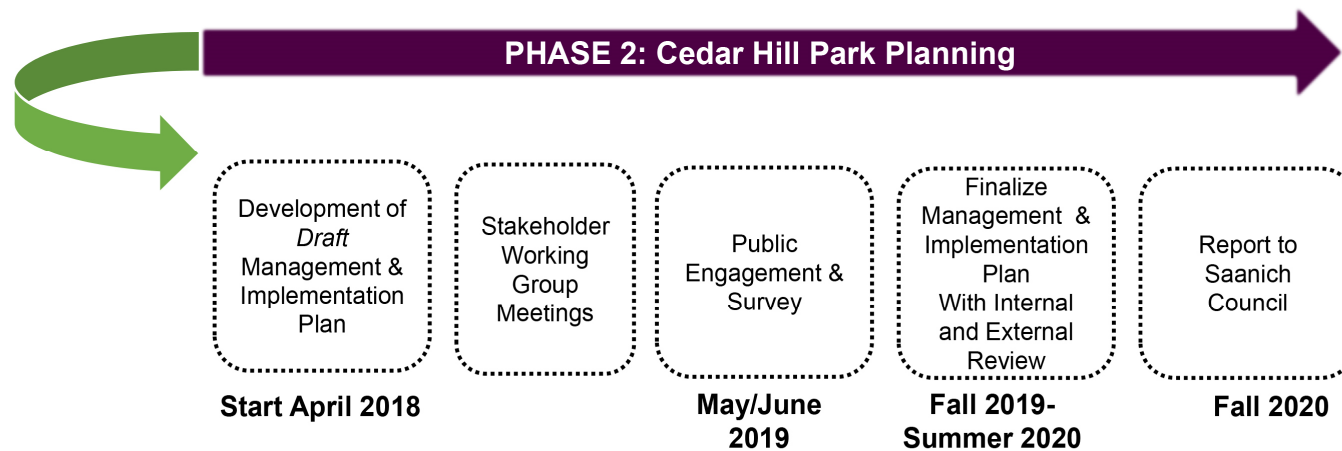 PHASE 2: Cedar Hill Park Planning
Development of
Draft
Management &
Implementation
Plan
Start April 2018
Stakeholder
Working
Group
Meetings
Public
Engagement &
Survey
May/June
2019
Finalize
Management &
Implementation
Plan
With Internal
and External
Review
Fall 2019-
Summer 2020
Report to
Saanich
Council
Fall 2020